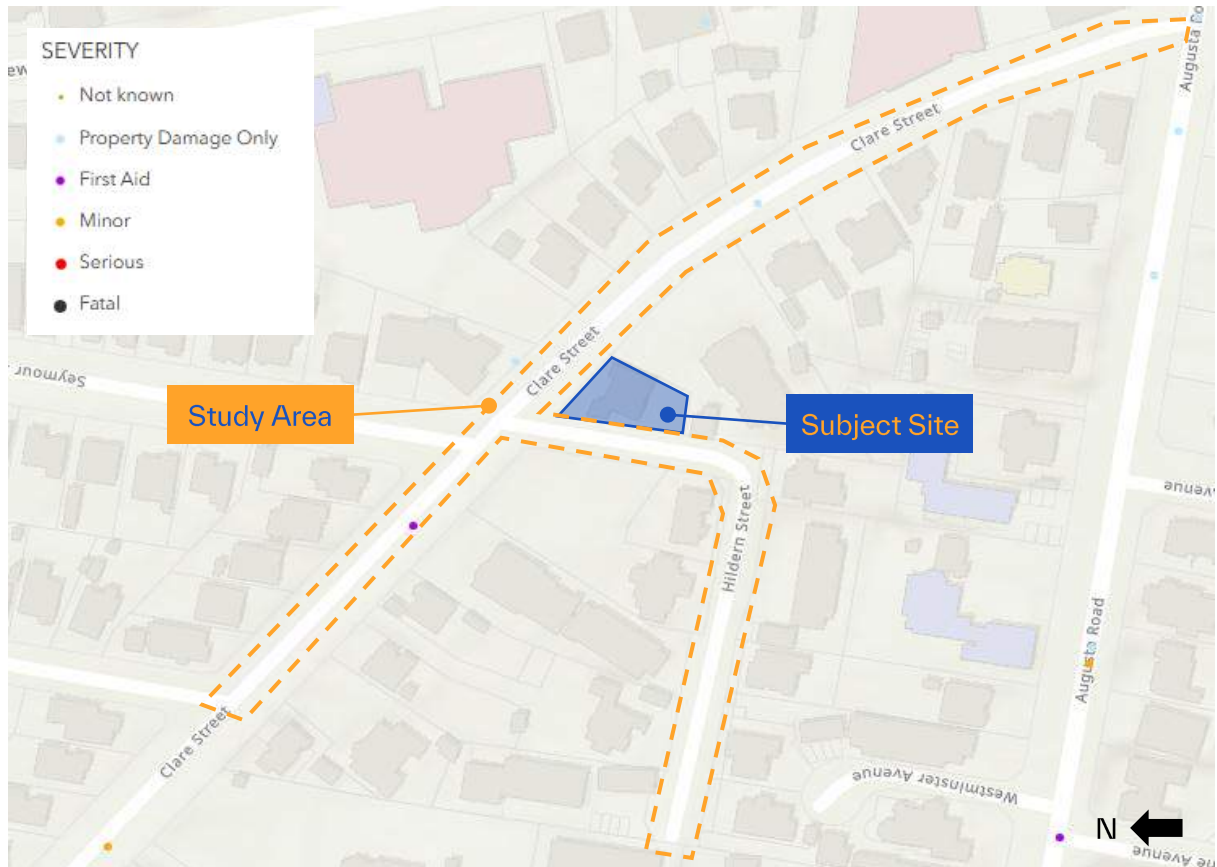 SEVERITY
Not known
Property Damage Only
First Aid
Minor
Serious
Fatal
Clare Street
Augusta
Clare Street
Seymour
Study Area
Subject Site
Hildern Street
Augusta Road
Clare Street
Westminster Avenue
N